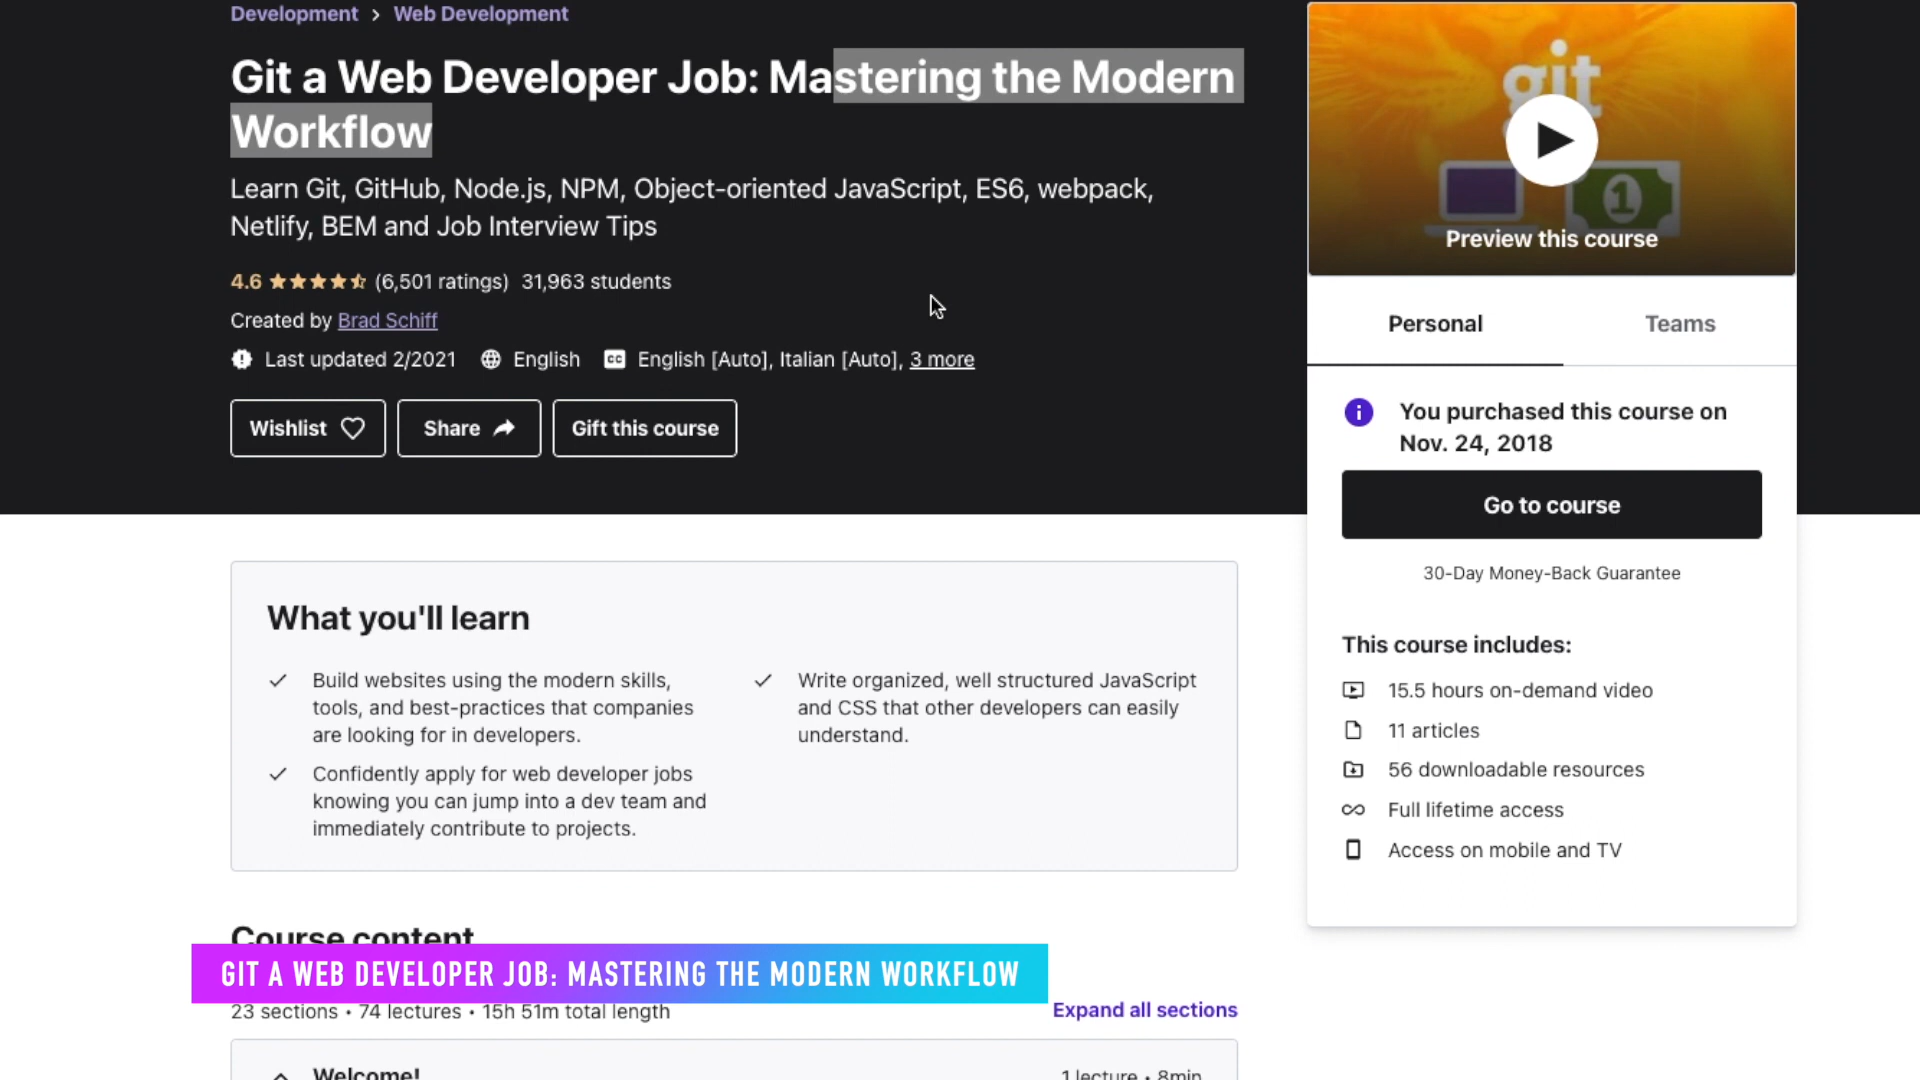 Development > Web Development
Git a Web Developer Job: Mastering the Modern
Workflow
Learn Git, GitHub, Node.js, NPM, Object-oriented JavaScript, ES6, webpack,
Netlify, BEM and Job Interview Tips
4.6 (6,501 ratings) 31,963 students
Created by Brad Schiff
Last updated 2/2021 English CC English [Auto], Italian [Auto], 3 more
Wishlist Share Gift this course
git
1
Preview this course
Personal Teams
You purchased this course on
Nov. 24, 2018
Go to course
30-Day Money-Back Guarantee
This course includes:
15.5 hours on-demand video
11 articles
56 downloadable resources
Full lifetime access
Access on mobile and TV
What you'll learn
Build websites using the modern skills,
tools, and best-practices that companies
are looking for in developers.
Confidently apply for web developer jobs
knowing you can jump into a dev team and
immediately contribute to projects.
Write organized, well structured JavaScript
and CSS that other developers can easily
understand.
Course content
GIT A WEB DEVELOPER JOB: MASTERING THE MODERN WORKFLOW
23 sections • 74 lectures • 15h 51m total length
Expand all sections
Welcome! 1 lecture • 8min